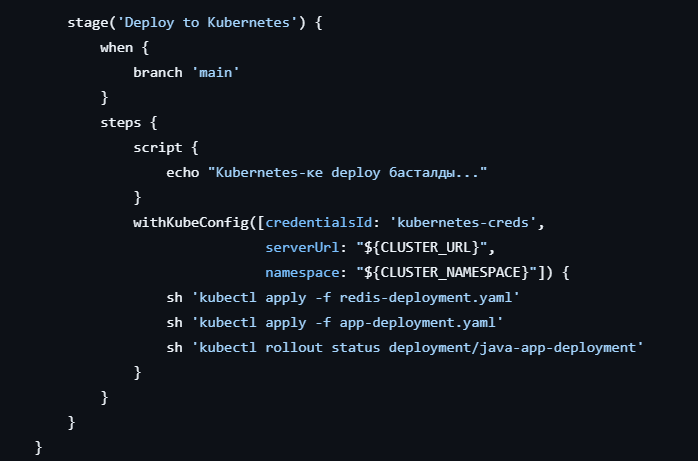 stage('Deploy to Kubernetes') {
when {
branch 'main'
}
steps {
script {
echo "Kubernetes-ке deploy басталды..."
}
withKubeConfig([credentialsId: 'kubernetes-creds',
serverUrl: "${CLUSTER_URL}",
namespace: "${CLUSTER_NAMESPACE}"]) {
sh 'kubectl apply -f redis-deployment.yaml'
sh 'kubectl apply -f app-deployment.yaml'
sh 'kubectl rollout status deployment/java-app-deployment'
}
}
}
}